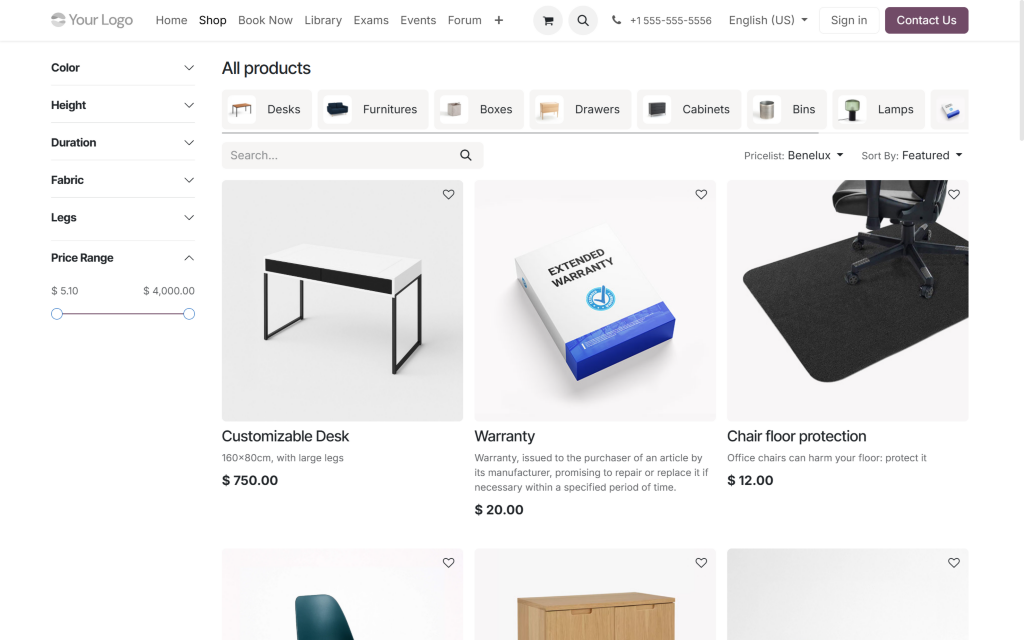 Your Logo
Home Shop Book Now Library Exams Events Forum +
+1 555-555-5556
English (US)
Sign in
Contact Us
Color
Height
Duration
Fabric
Legs
Price Range
$ 5.10 $ 4,000.00
All products
Desks Furnitures Boxes Drawers Cabinets Bins Lamps
Search...
Pricelist: Benelux Sort By: Featured
EXTENDED
WARRANTY
Customizable Desk
160×80cm, with large legs
$ 750.00
Warranty
Warranty, issued to the purchaser of an article by
its manufacturer, promising to repair or replace it if
necessary within a specified period of time.
$ 20.00
Chair floor protection
Office chairs can harm your floor: protect it
$ 12.00